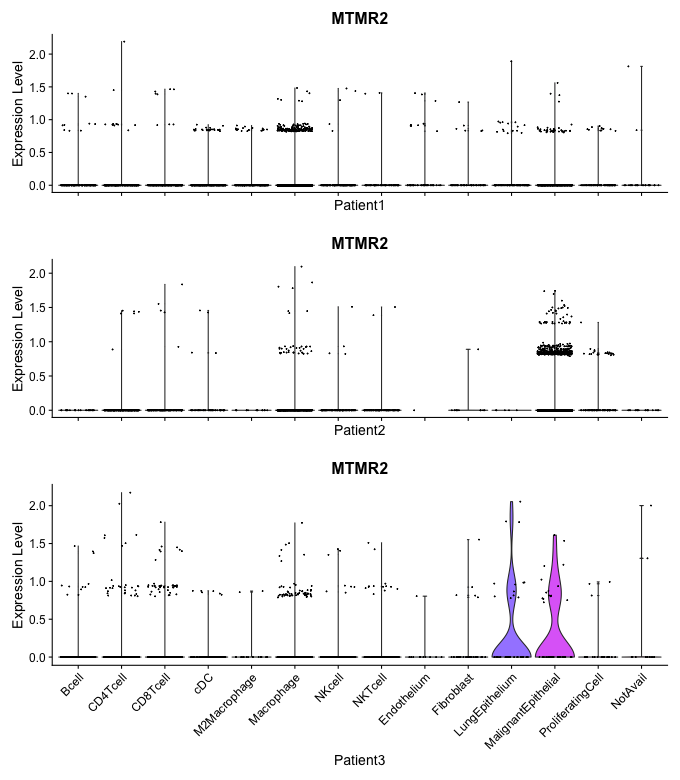 MTMR2
Expression Level
2.0
1.5
1.0
0.5
0.0
Patient1
MTMR2
Expression Level
2.0
1.5
1.0
0.5
0.0
Patient2
MTMR2
Expression Level
2.0
1.5
1.0
0.5
0.0
Bcell
CD4Tcell
CD8Tcell
cDC
M2Macrophage
Macrophage
NKcell
NKTcell
Endothelium
Fibroblast
LungEpithelium
MalignantEpithelial
ProliferatingCell
NotAvail
Patient3